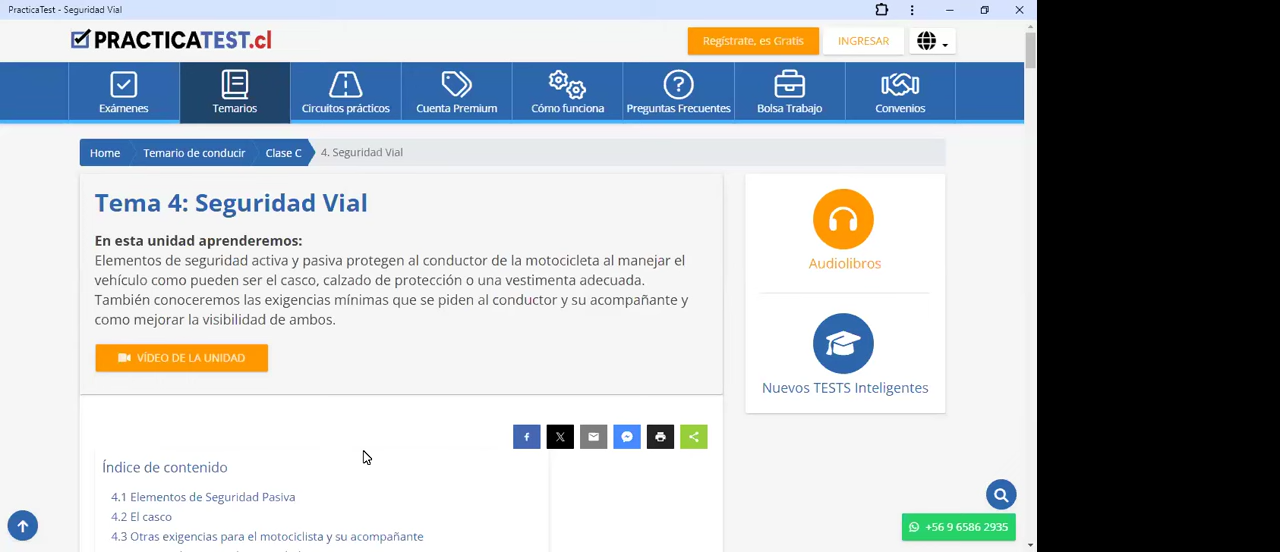 PracticaTest - Seguridad Vial
PRACTICATEST.cl
Regístrate, es Gratis
INGRESAR
Exámenes
Temarios
Circuitos prácticos
Cuenta Premium
Cómo funciona
Preguntas Frecuentes
Bolsa Trabajo
Convenios
Home
Temario de conducir
Clase C
4. Seguridad Vial
Tema 4: Seguridad Vial
En esta unidad aprenderemos:
Elementos de seguridad activa y pasiva protegen al conductor de la motocicleta al manejar el
vehículo como pueden ser el casco, calzado de protección o una vestimenta adecuada.
También conoceremos las exigencias mínimas que se piden al conductor y su acompañante y
como mejorar la visibilidad de ambos.
VÍDEO DE LA UNIDAD
Audiolibros
Nuevos TESTS Inteligentes
Índice de contenido
4.1 Elementos de Seguridad Pasiva
4.2 El casco
4.3 Otras exigencias para el motociclista y su acompañante
+56 9 6586 2935